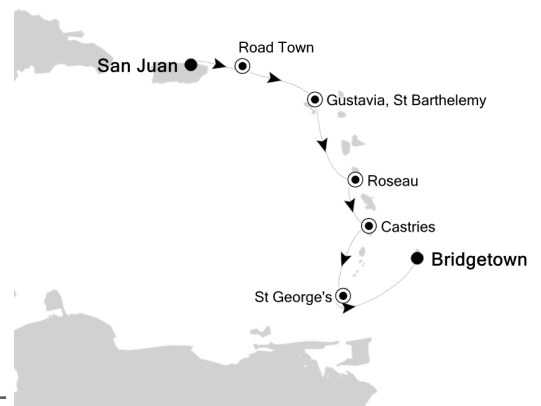 Road Town
San Juan
Gustavia, St Barthelemy
Roseau
Castries
Bridgetown
St George's